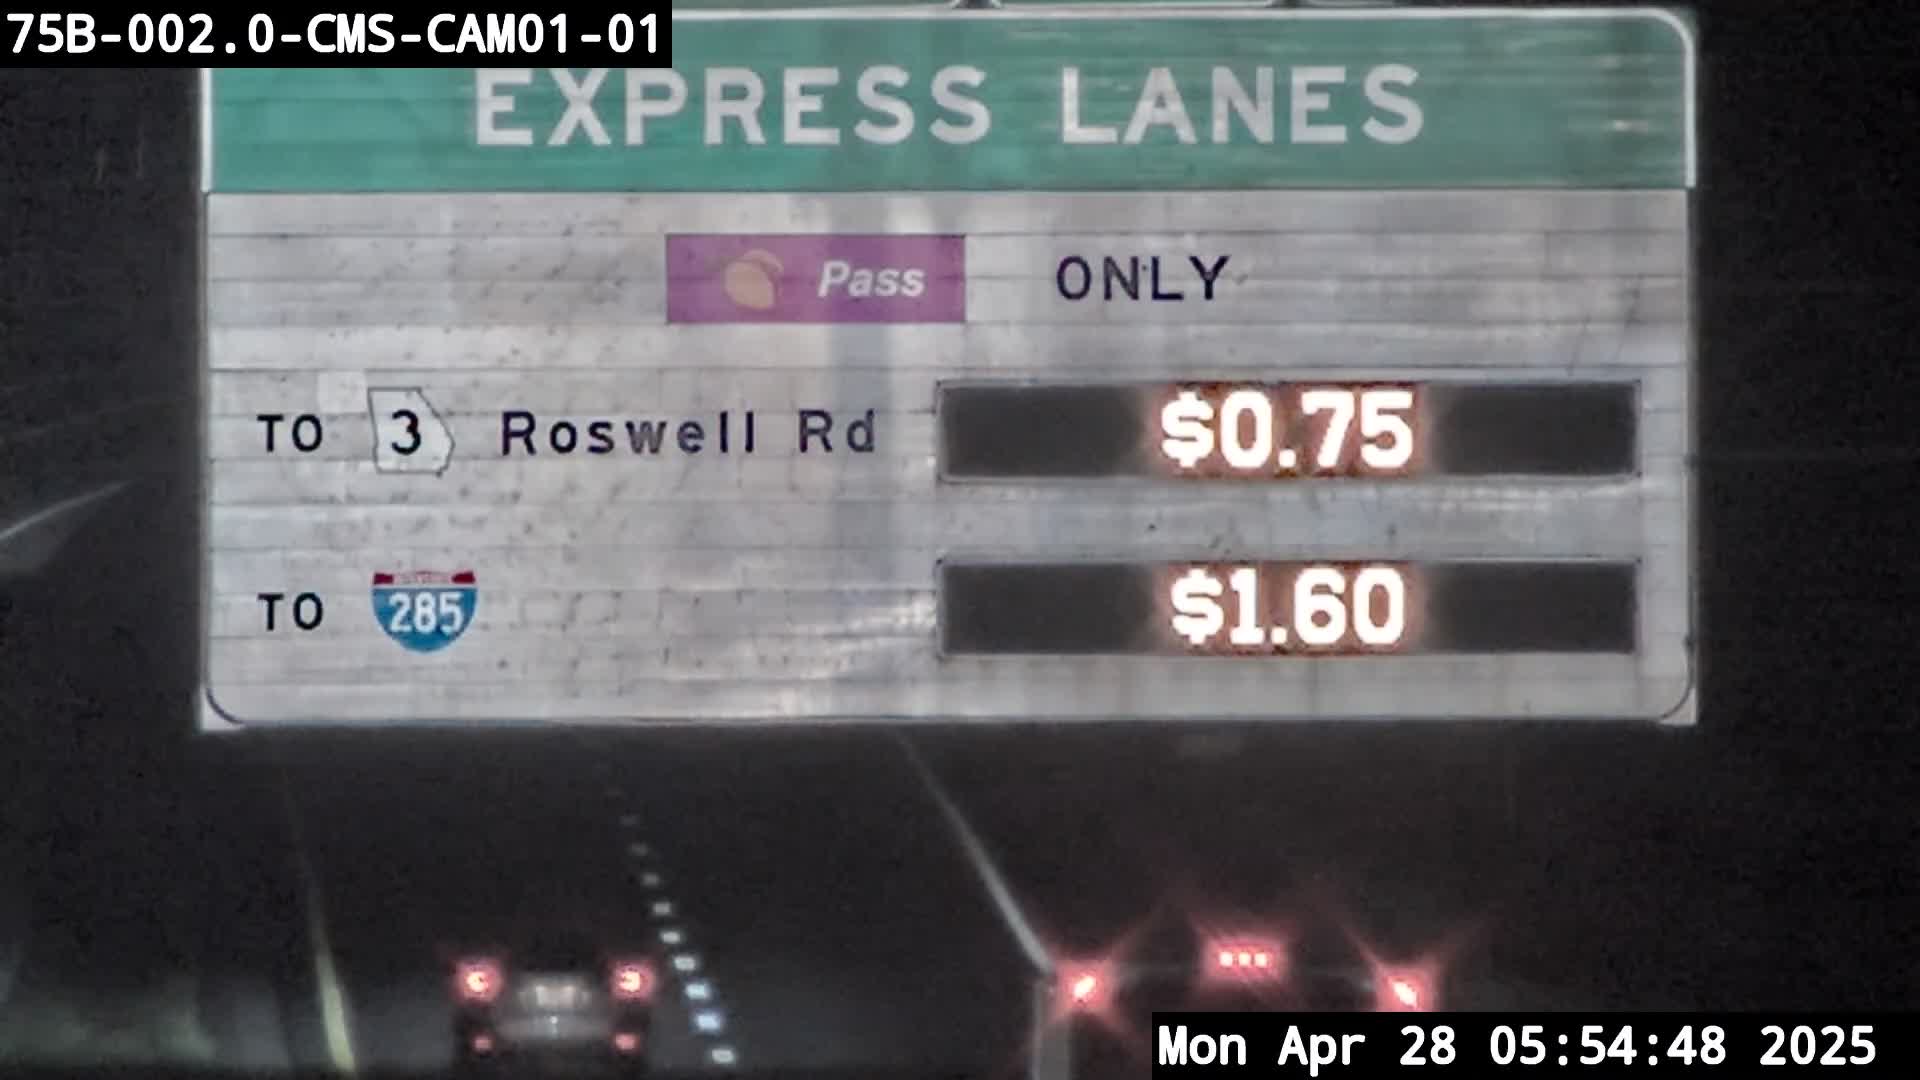 75B-002.0-CMS-CAM01-01
EXPRESS LANES
Pass ONLY
TO 3 Roswell Rd $0.75
TO 285 $1.60
Mon Apr 28 05:54:48 2025